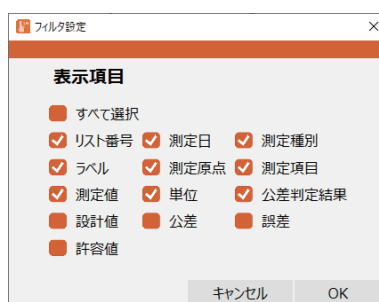 フィルタ設定
表示項目
すべて選択
リスト番号 測定日 測定種別
ラベル 測定原点 測定項目
測定値 単位 公差判定結果
設計値 公差 誤差
許容値
キャンセル OK